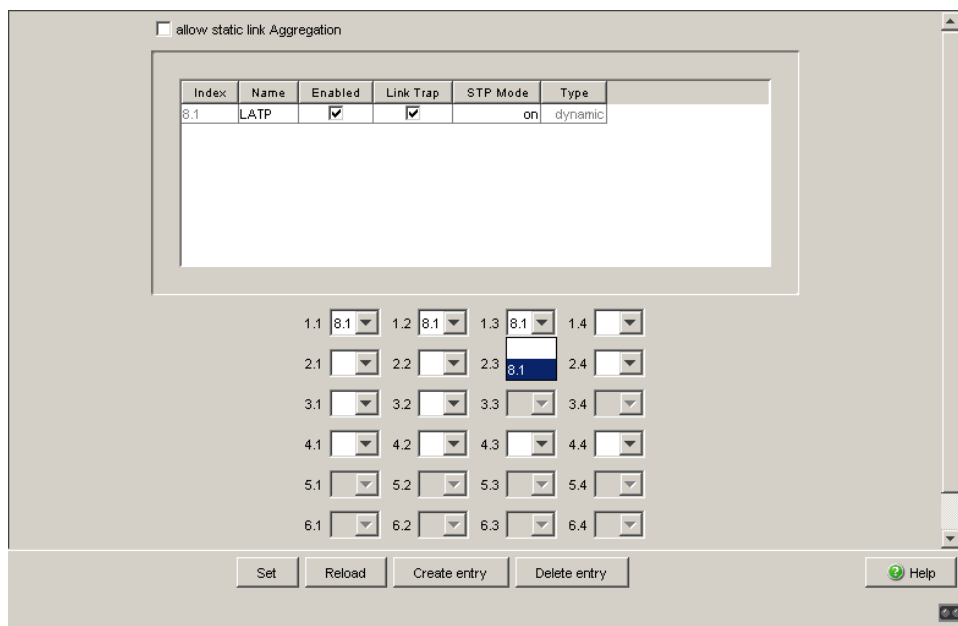 allow static link Aggregation
Index Name Enabled Link Trap STP Mode Type
8.1 LATP on dynamic
1.1 8.1 1.2 8.1 1.3 8.1 1.4
2.1 2.2 2.3 8.1 2.4
3.1 3.2 3.3 3.4
4.1 4.2 4.3 4.4
5.1 5.2 5.3 5.4
6.1 6.2 6.3 6.4
Set Reload Create entry Delete entry Help